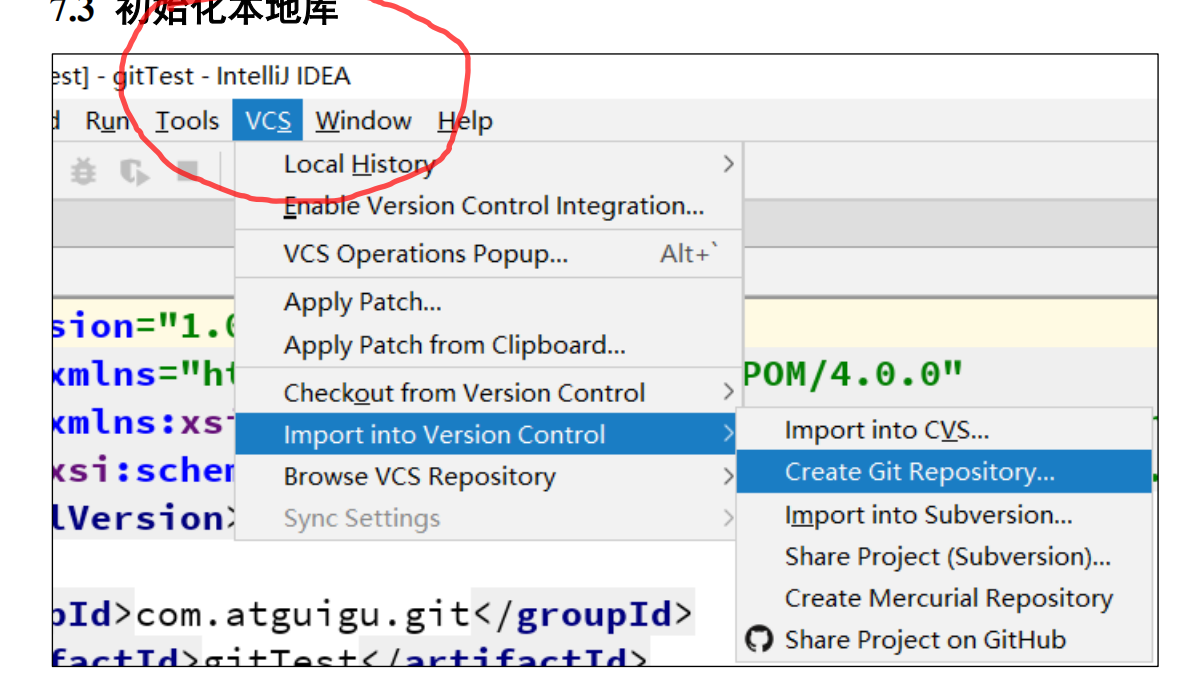 7.3 初始化本地库
est] - gitTest - IntelliJ IDEA
d Run Tools VCS Window Help
Local History
Enable Version Control Integration...
VCS Operations Popup... Alt+`
Apply Patch...
Apply Patch from Clipboard...
Checkout from Version Control
Import into Version Control
Browse VCS Repository
Sync Settings
Import into CVS...
Create Git Repository...
Import into Subversion...
Share Project (Subversion)...
Create Mercurial Repository
Share Project on GitHub
sion="1.0
xmlns="ht POM/4.0.0"
xmlns:xs
xsi:schem
lVersion>
pId>com.atguigu.git</groupId>
factId>gitTest</artifactId>